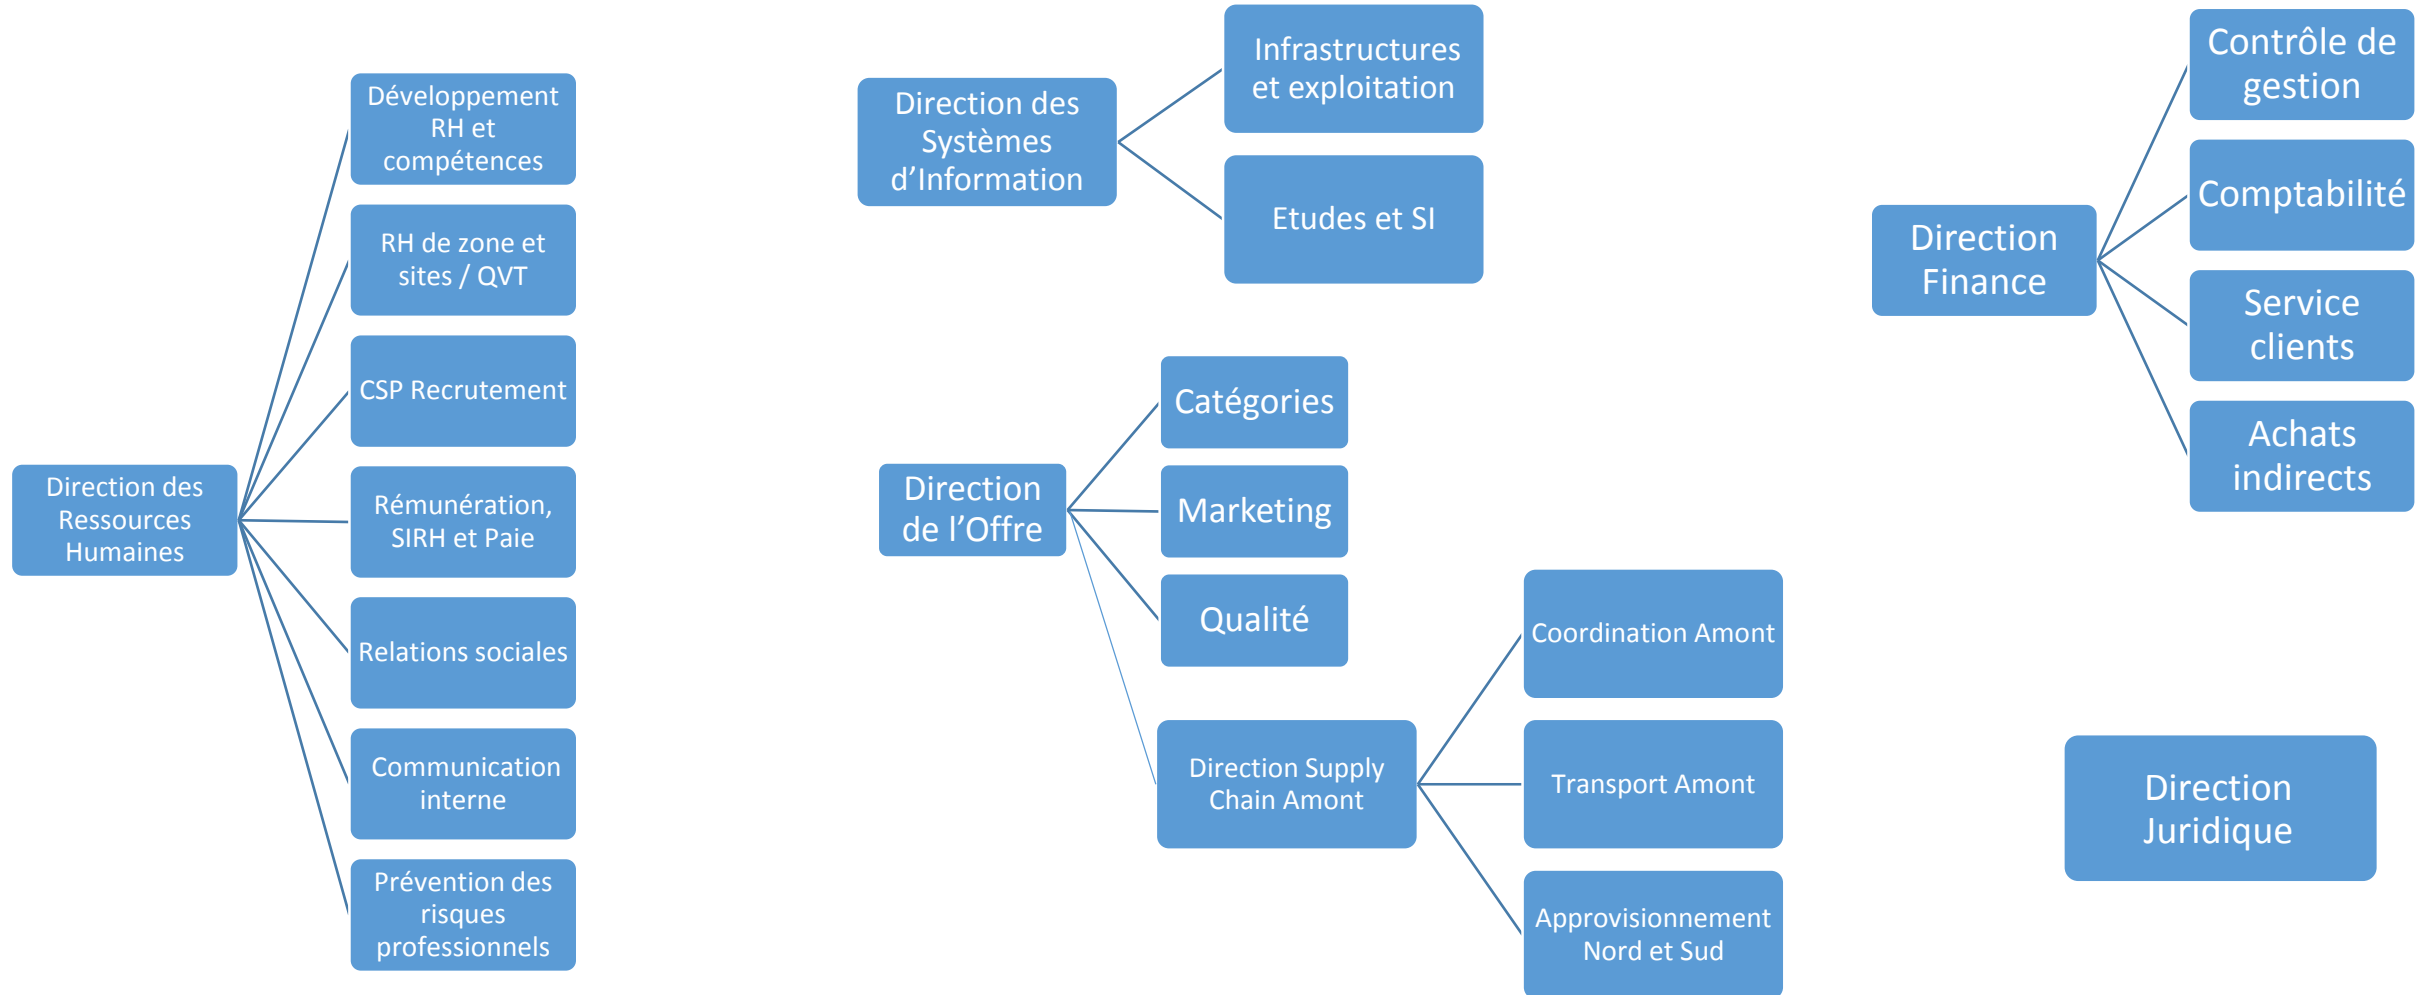 Direction des
Ressources
Humaines
Développement
RH et
compétences
RH de zone et
sites / QVT
CSP Recrutement
Rémunération,
SIRH et Paie
Relations sociales
Communication
interne
Prévention des
risques
professionnels
Direction des
Systèmes
d’Information
Infrastructures
et exploitation
Etudes et SI
Direction
de l’Offre
Catégories
Marketing
Qualité
Direction Supply
Chain Amont
Coordination Amont
Transport Amont
Approvisionnement
Nord et Sud
Direction
Finance
Contrôle de
gestion
Comptabilité
Service
clients
Achats
indirects
Direction
Juridique